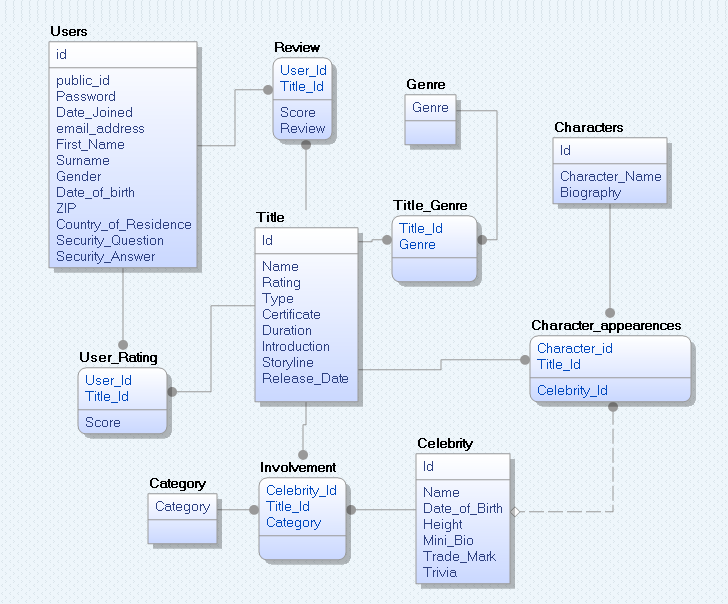 Users
id
public_id
Password
Date_Joined
email_address
First_Name
Surname
Gender
Date_of_birth
ZIP
Country_of_Residence
Security_Question
Security_Answer
Review
User_Id
Title_Id
Score
Review
Genre
Genre
Characters
Id
Character_Name
Biography
Title_Genre
Title_Id
Genre
Title
Id
Name
Rating
Type
Certificate
Duration
Introduction
Storyline
Release_Date
Character_appearences
Character_id
Title_Id
Celebrity_Id
User_Rating
User_Id
Title_Id
Score
Category
Category
Involvement
Celebrity_Id
Title_Id
Category
Celebrity
Id
Name
Date_of_Birth
Height
Mini_Bio
Trade_Mark
Trivia